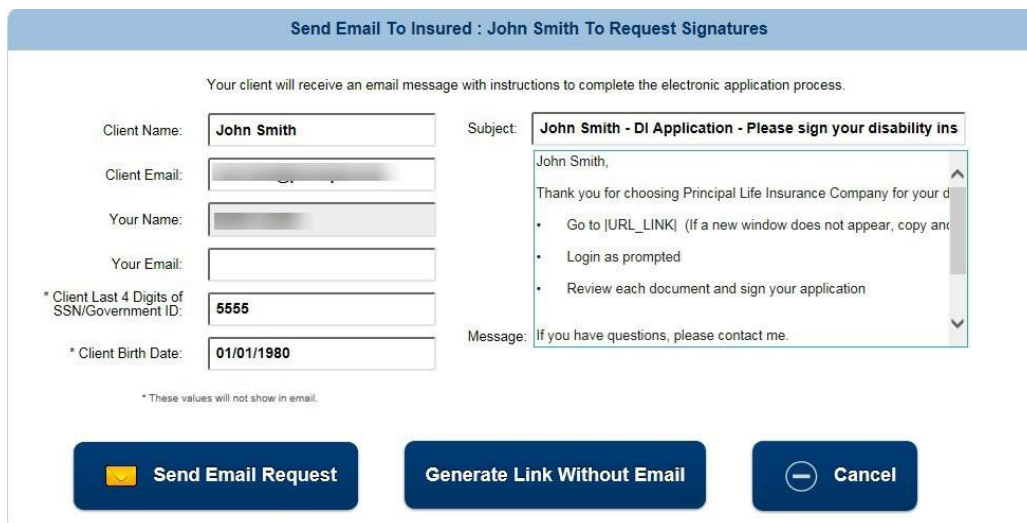 Send Email To Insured : John Smith To Request Signatures
Your client will receive an email message with instructions to complete the electronic application process.
Client Name: John Smith
Client Email:
Your Name:
Your Email:
* Client Last 4 Digits of
SSN/Government ID: 5555
* Client Birth Date: 01/01/1980
* These values will not show in email.
Subject: John Smith - DI Application - Please sign your disability ins
Message:
John Smith,
Thank you for choosing Principal Life Insurance Company for your d
• Go to |URL_LINK| (If a new window does not appear, copy and
• Login as prompted
• Review each document and sign your application
If you have questions, please contact me.
Send Email Request
Generate Link Without Email
Cancel